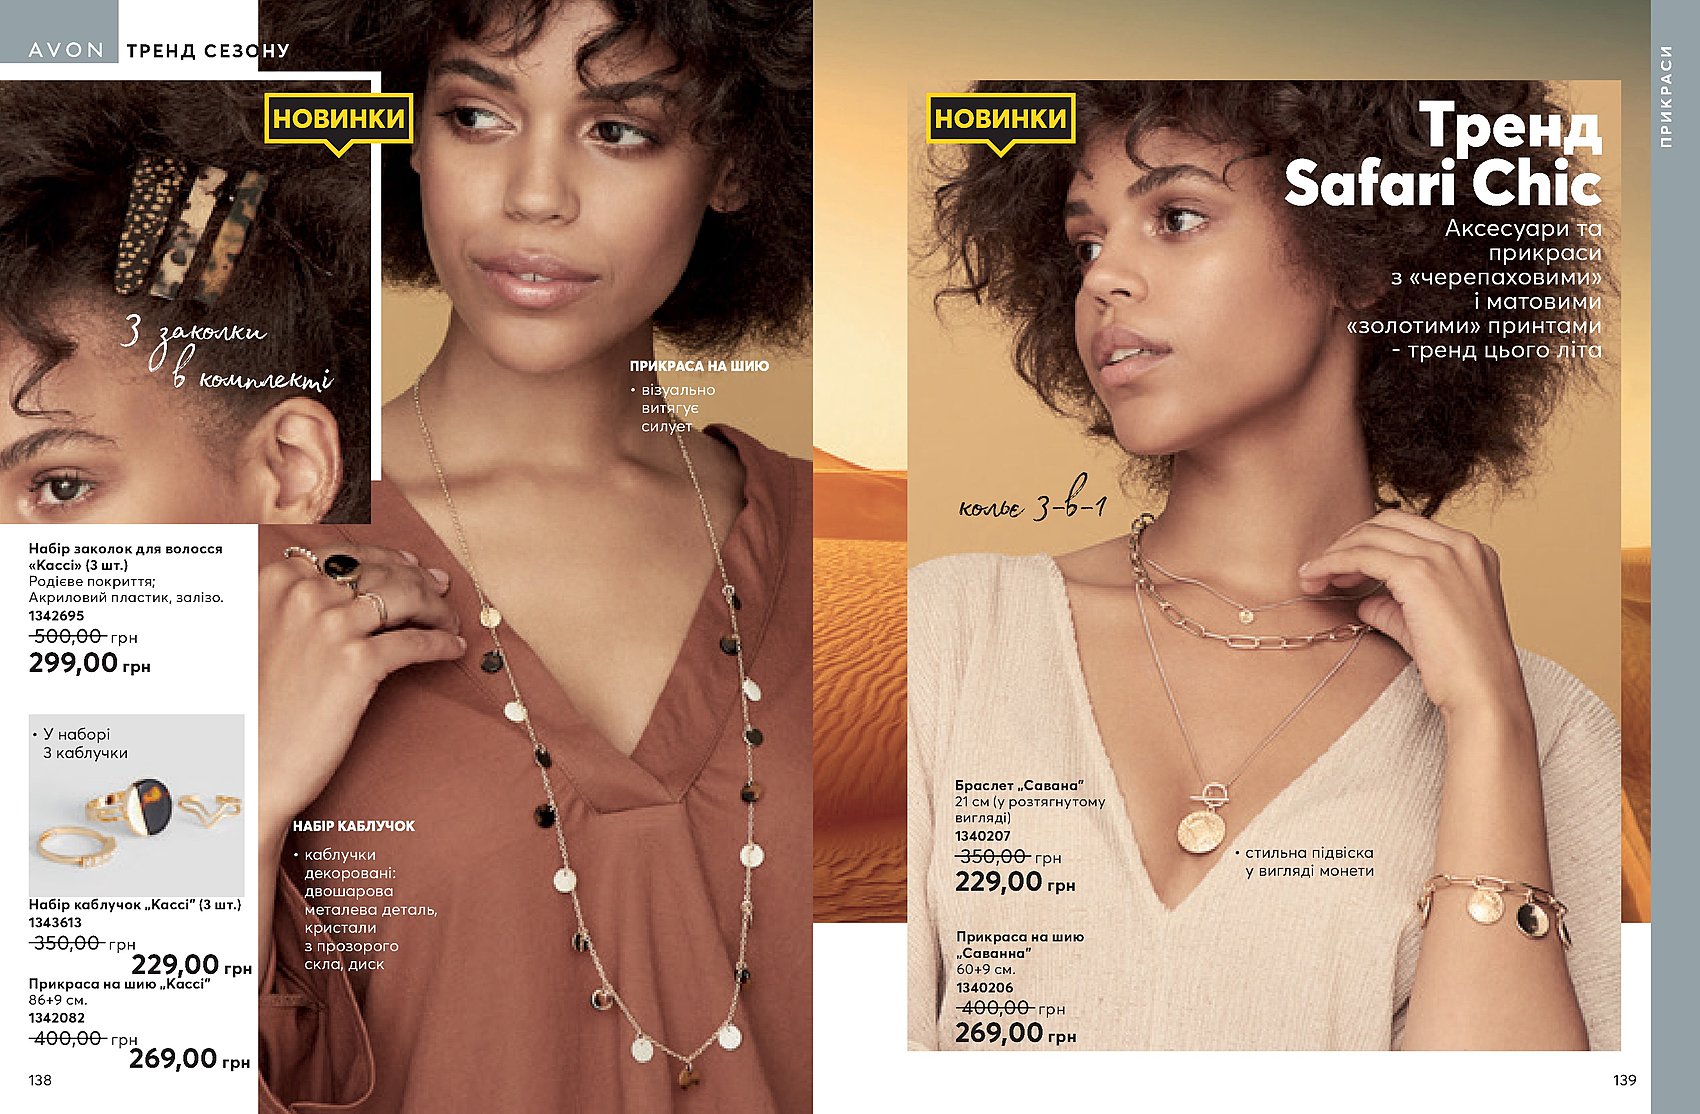 AVON ТРЕНД СЕЗОНУ
НОВИНКИ
3 заколки
в комплекті
ПРИКРАСА НА ШИЮ
• візуально
витягує
силует
Набір заколок для волосся
«Кассі» (3 шт.)
Родієве покриття;
Акриловий пластик, залізо.
1342695
500,00 грн
299,00 грн
• У наборі
3 каблучки
НАБІР КАБЛУЧОК
• каблучки
декоровані:
двошарова
металева деталь,
кристали
з прозорого
скла, диск
Набір каблучок „Кассі” (3 шт.)
1343613
350,00 грн
229,00 грн
Прикраса на шию „Кассі”
86+9 см.
1342082
400,00 грн
269,00 грн
138
НОВИНКИ
Тренд
Safari Chic
Аксесуари та
прикраси
з «черепаховими»
і матовими
«золотими» принтами
- тренд цього літа
ПРИКРАСИ
кольє 3-в-1
Браслет „Савана”
21 см (у розтягнутому
вигляді)
1340207
350,00 грн
229,00 грн
• стильна підвіска
у вигляді монети
Прикраса на шию
„Саванна”
60+9 см.
1340206
400,00 грн
269,00 грн
139